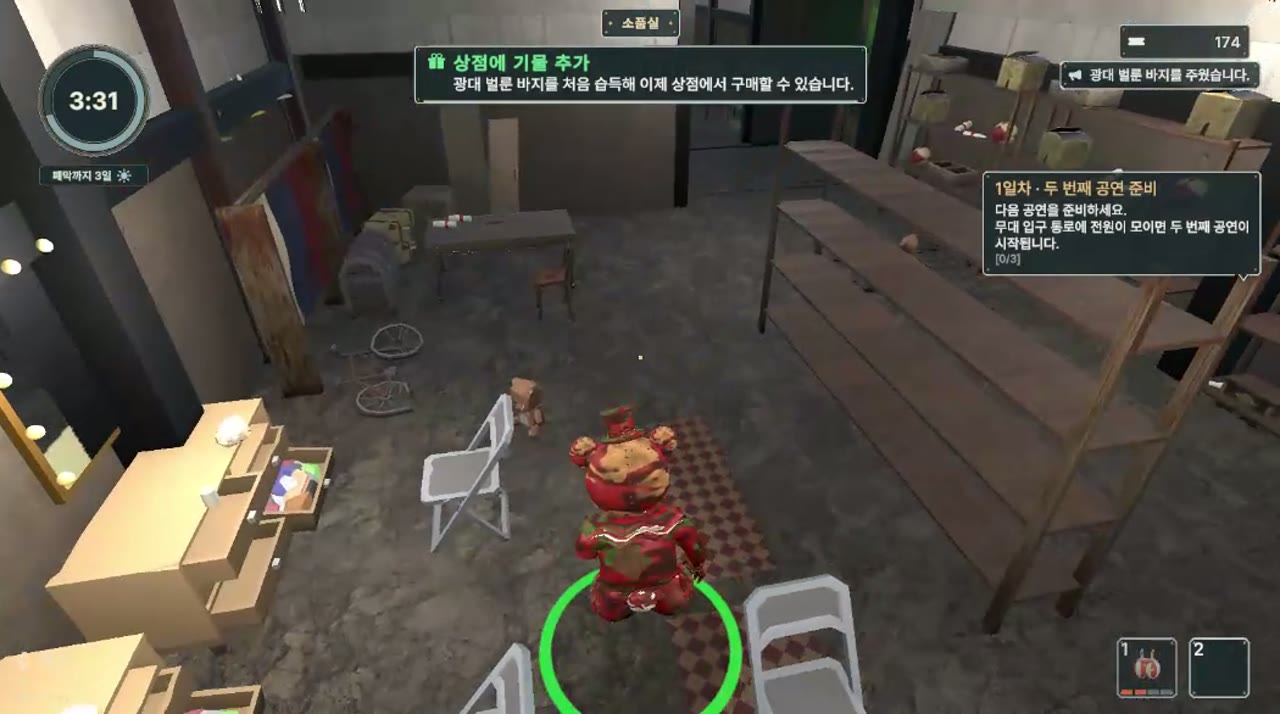 소품실
3:31
폐막까지 3일
상점에 기물 추가
광대 벌룬 바지를 처음 습득해 이제 상점에서 구매할 수 있습니다.
174
광대 벌룬 바지를 주웠습니다.
1일차 · 두 번째 공연 준비
다음 공연을 준비하세요.
무대 입구 통로에 전원이 모이면 두 번째 공연이
시작됩니다.
[0/3]
1
2